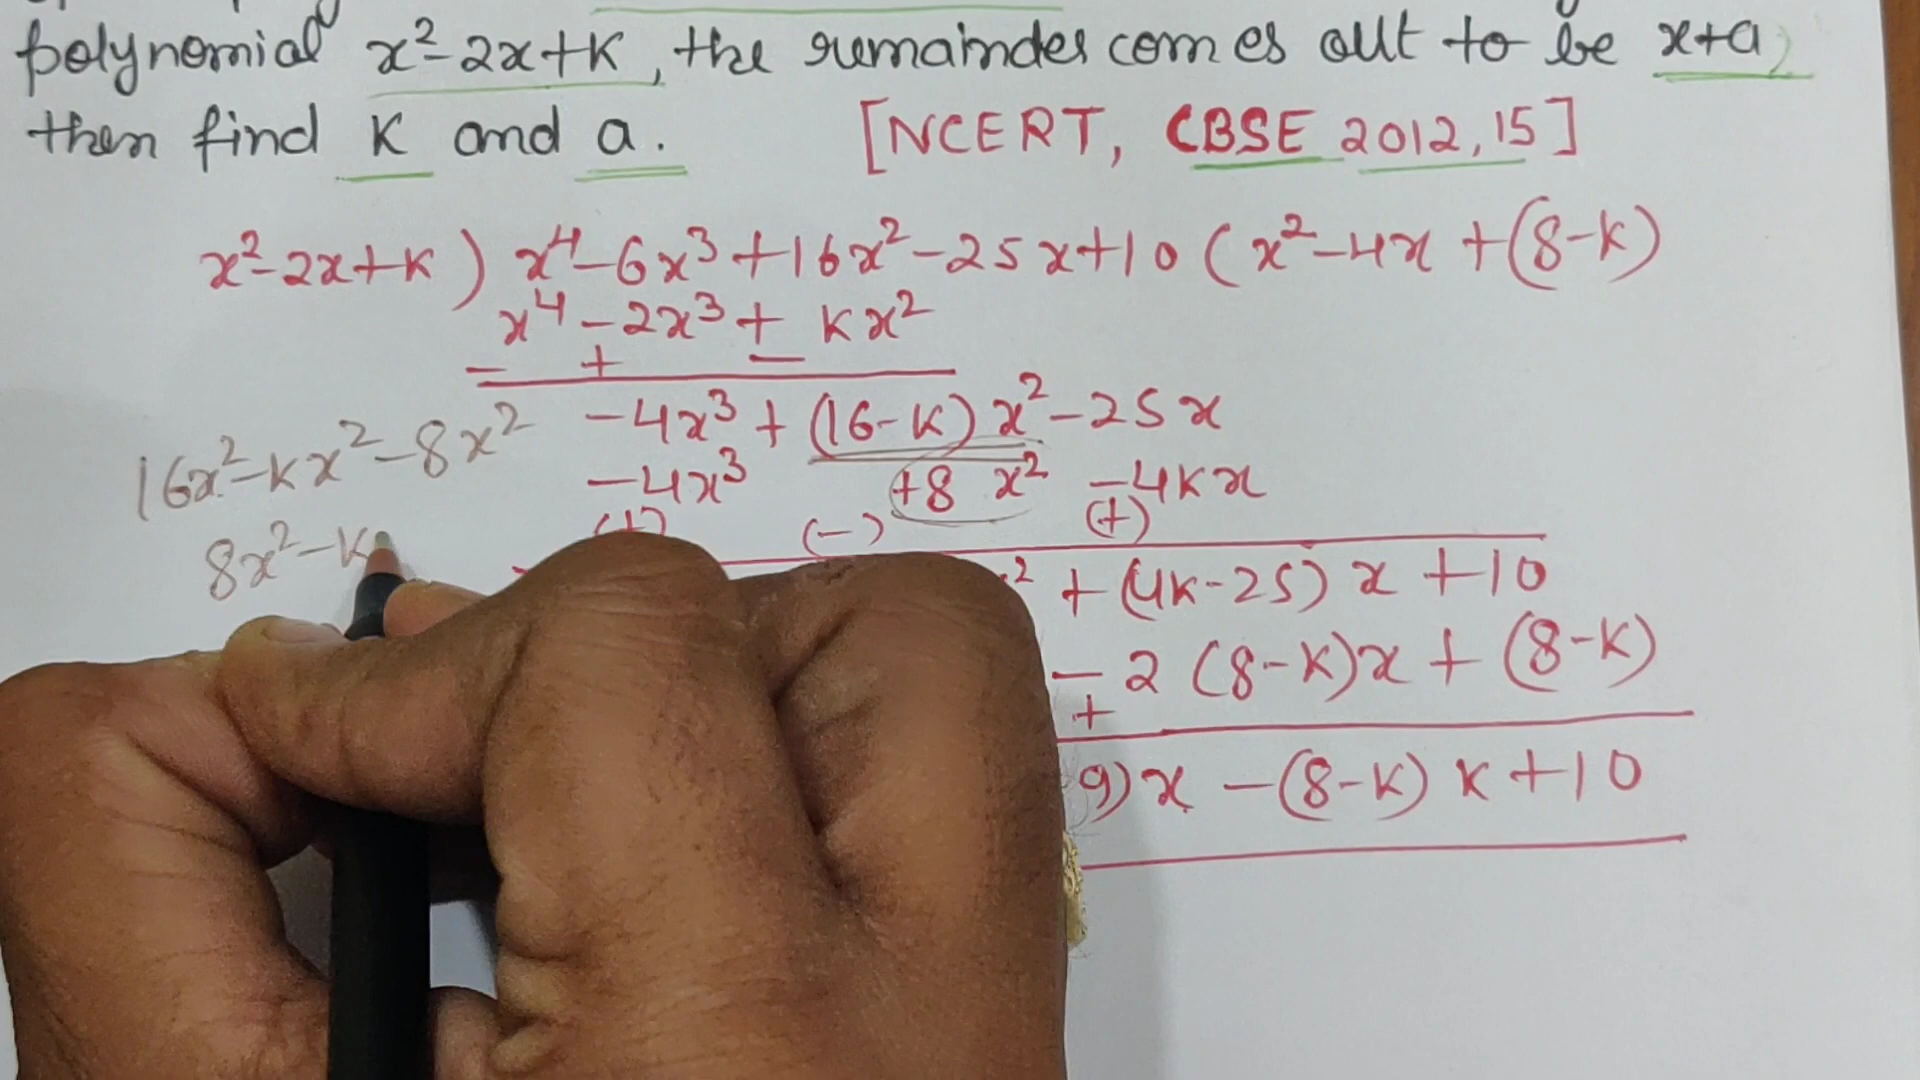 polynomial x²-2x+K, the remainder comes out to be x+a,
then find K and a. [NCERT, CBSE 2012, 15]
x²-2x+K ) x⁴-6x³+16x²-25x+10 ( x²-4x+(8-K)
x⁴-2x³+Kx²
- + -
-4x³+(16-K)x²-25x
16x²-Kx²-8x²
-4x³ +8x² -4Kx
(+) (-) (+)
8x²-K
² +(4K-25)x+10
-2(8-K)x+(8-K)
+
9)x -(8-K)K+10